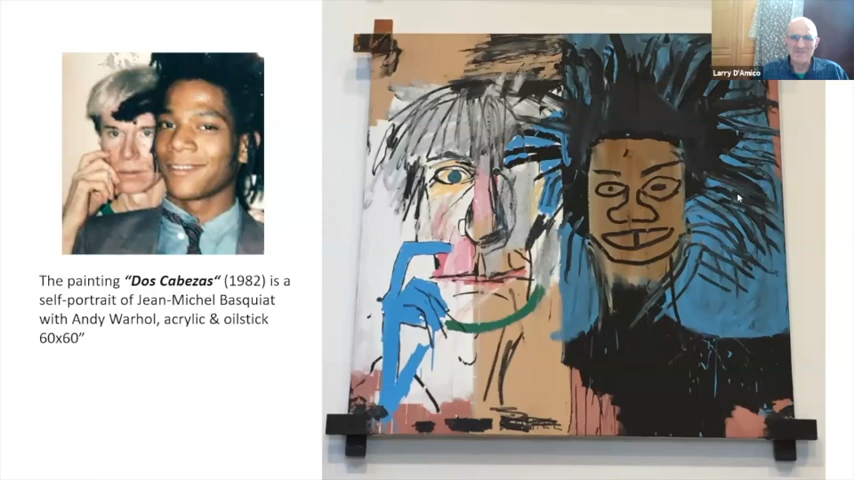 Larry D'Amico
The painting “Dos Cabezas“ (1982) is a
self-portrait of Jean-Michel Basquiat
with Andy Warhol, acrylic & oilstick
60x60”